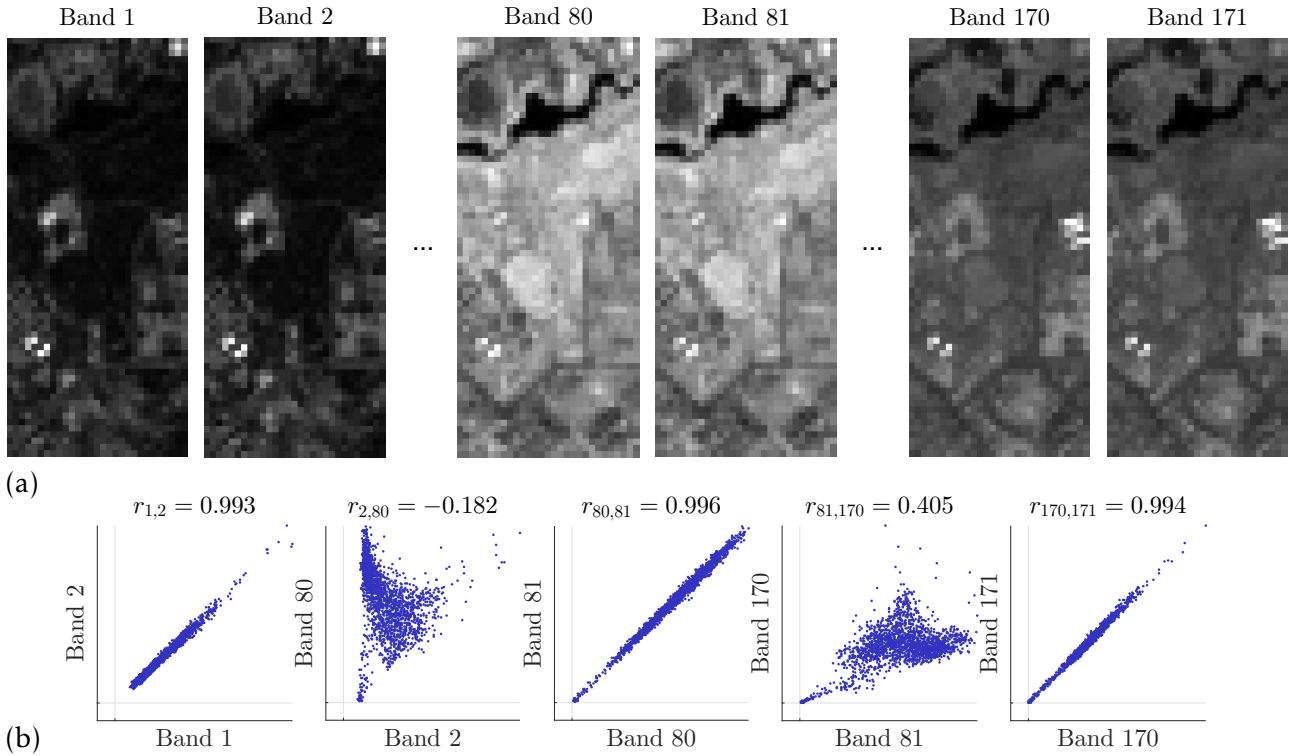 Band 1 Band 2 Band 80 Band 81 Band 170 Band 171
... ...
(a)
r1,2 = 0.993 r2,80 = −0.182 r80,81 = 0.996 r81,170 = 0.405 r170,171 = 0.994
Band 2 Band 80 Band 81 Band 170 Band 171
(b) Band 1 Band 2 Band 80 Band 81 Band 170